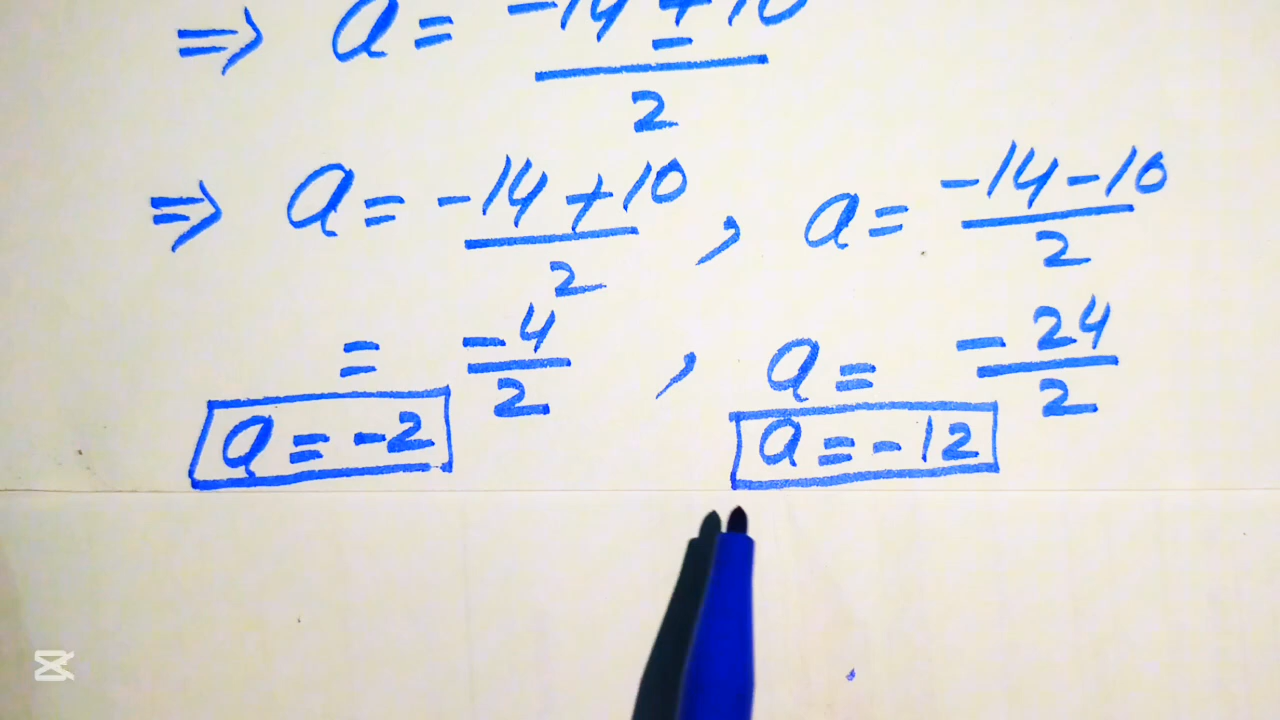 ⇒ a = -14 ± 10 / 2
⇒ a = -14 + 10 / 2 , a = -14 - 10 / 2
= -4 / 2 , a = -24 / 2
a = -2 a = -12